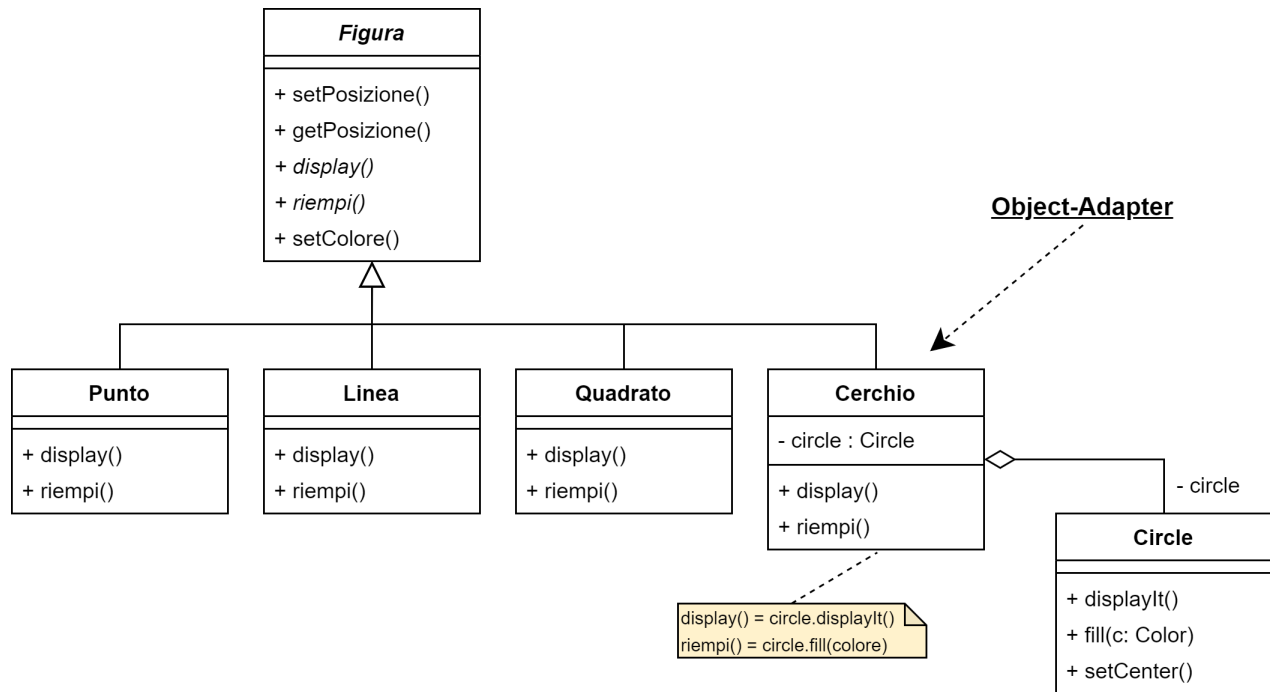 Figura
+ setPosizione()
+ getPosizione()
+ display()
+ riempi()
+ setColore()
Object-Adapter
Punto
+ display()
+ riempi()
Linea
+ display()
+ riempi()
Quadrato
+ display()
+ riempi()
Cerchio
- circle : Circle
+ display()
+ riempi()
- circle
Circle
+ displayIt()
+ fill(c: Color)
+ setCenter()
display() = circle.displayIt()
riempi() = circle.fill(colore)